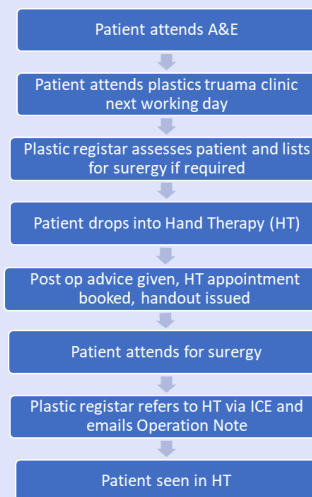 Patient attends A&E
Patient attends plastics truama clinic
next working day
Plastic registar assesses patient and lists
for surergy if required
Patient drops into Hand Therapy (HT)
Post op advice given, HT appointment
booked, handout issued
Patient attends for surergy
Plastic registar refers to HT via ICE and
emails Operation Note
Patient seen in HT